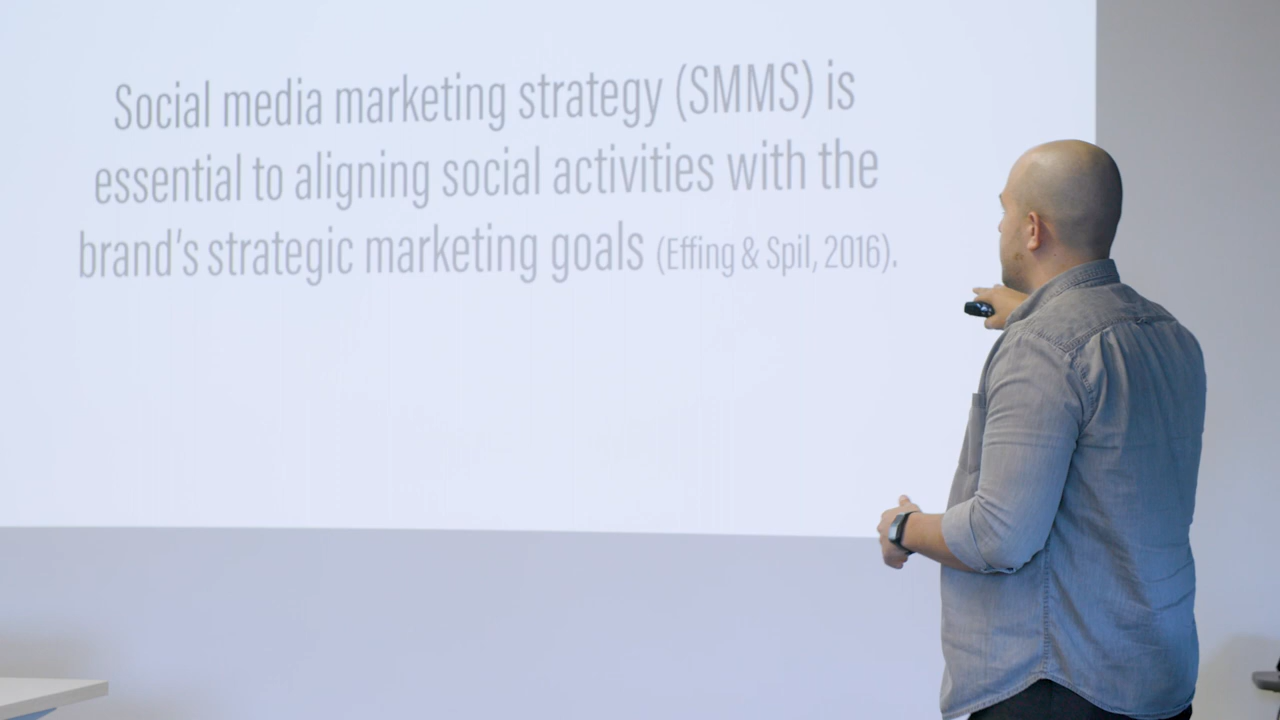 Social media marketing strategy (SMMS) is
essential to aligning social activities with the
brand's strategic marketing goals (Effing & Spil, 2016).